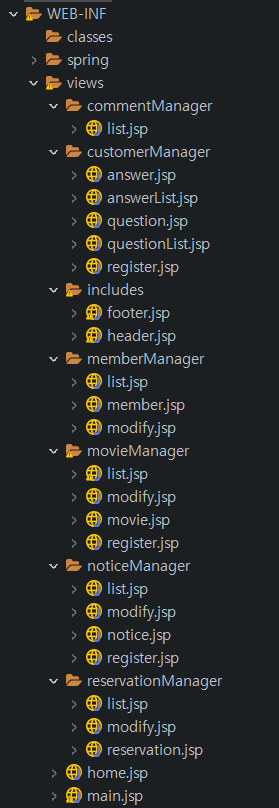 WEB-INF
classes
spring
views
commentManager
list.jsp
customerManager
answer.jsp
answerList.jsp
question.jsp
questionList.jsp
register.jsp
includes
footer.jsp
header.jsp
memberManager
list.jsp
member.jsp
modify.jsp
movieManager
list.jsp
modify.jsp
movie.jsp
register.jsp
noticeManager
list.jsp
modify.jsp
notice.jsp
register.jsp
reservationManager
list.jsp
modify.jsp
reservation.jsp
home.jsp
main.jsp